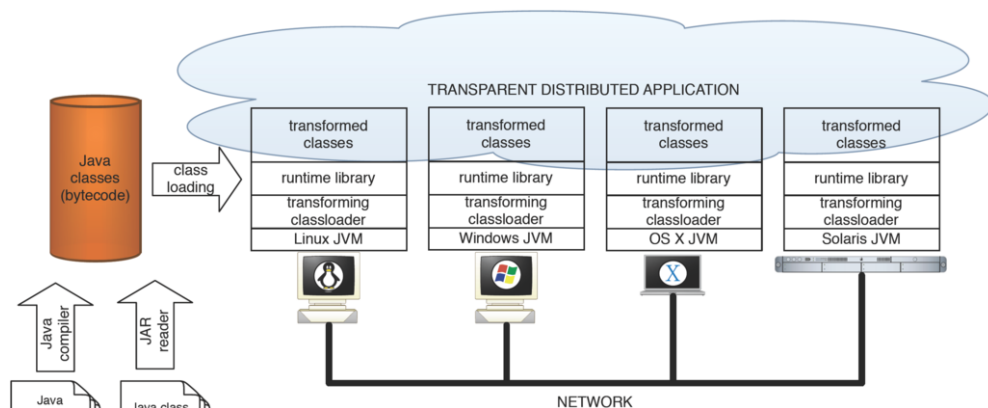 TRANSPARENT DISTRIBUTED APPLICATION
Java
classes
(bytecode)
class
loading
transformed
classes
runtime library
transforming
classloader
Linux JVM
transformed
classes
runtime library
transforming
classloader
Windows JVM
transformed
classes
runtime library
transforming
classloader
OS X JVM
transformed
classes
runtime library
transforming
classloader
Solaris JVM
X
Java
compiler
JAR
reader
Java
Java class
NETWORK